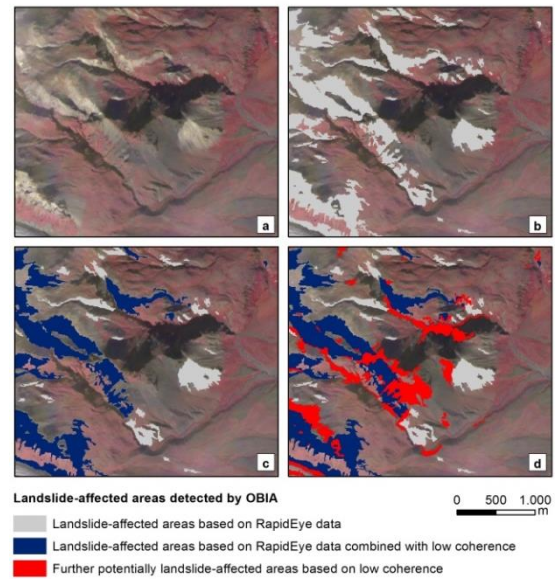 a
b
c
d
Landslide-affected areas detected by OBIA
0 500 1.000
m
Landslide-affected areas based on RapidEye data
Landslide-affected areas based on RapidEye data combined with low coherence
Further potentially landslide-affected areas based on low coherence